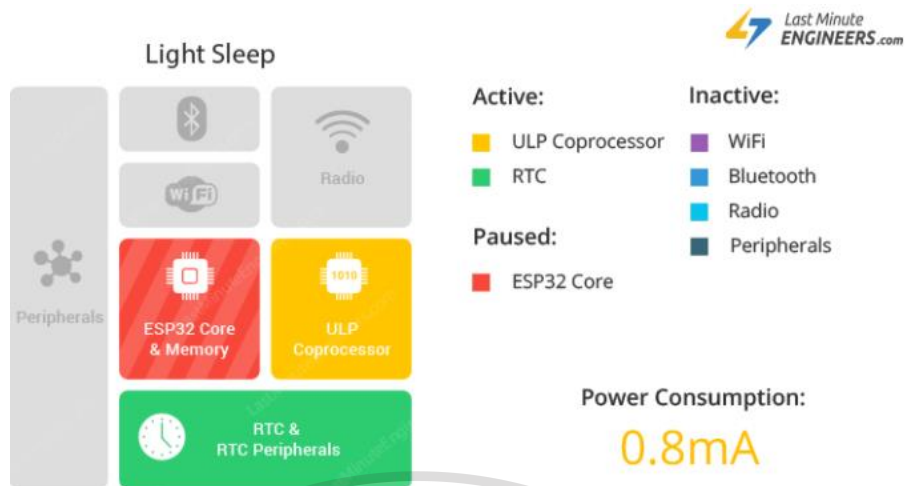 Last Minute
ENGINEERS.com
Light Sleep
Peripherals
WiFi
Radio
ESP32 Core
& Memory
1010
ULP
Coprocessor
RTC &
RTC Peripherals
Active:
ULP Coprocessor
RTC
Paused:
ESP32 Core
Inactive:
WiFi
Bluetooth
Radio
Peripherals
Power Consumption:
0.8mA